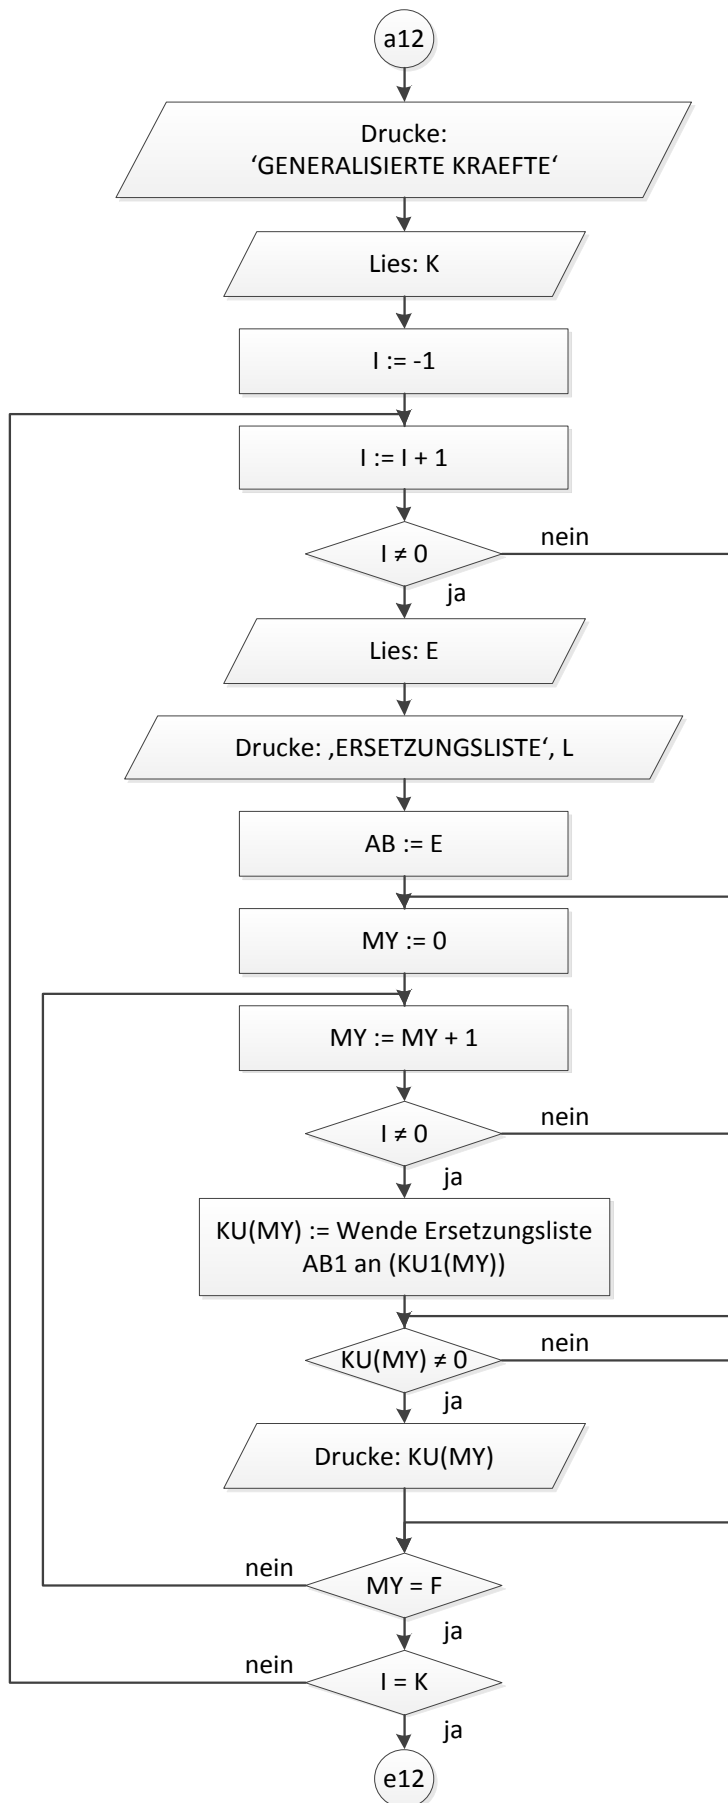 a12
Drucke:
‘GENERALISIERTE KRAEFTE‘
Lies: K
I := -1
I := I + 1
I ≠ 0
nein
ja
Lies: E
Drucke: ‚ERSETZUNGSLISTE‘, L
AB := E
MY := 0
MY := MY + 1
I ≠ 0
nein
ja
KU(MY) := Wende Ersetzungsliste
AB1 an (KU1(MY))
KU(MY) ≠ 0
nein
ja
Drucke: KU(MY)
nein
MY = F
ja
nein
I = K
ja
e12